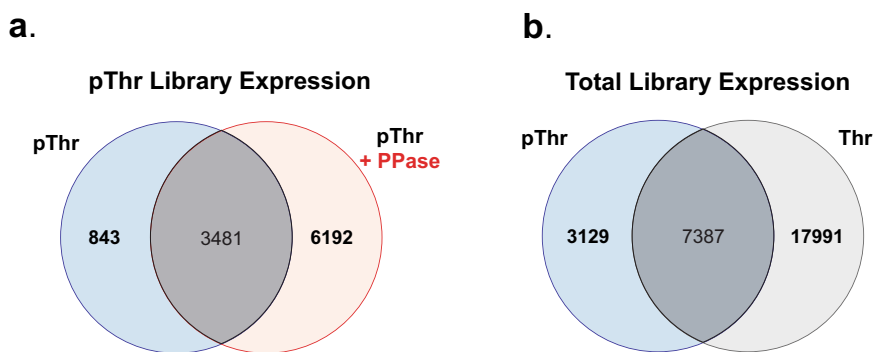 a.
pThr Library Expression
pThr
pThr
+ PPase
843
3481
6192
b.
Total Library Expression
pThr
Thr
3129
7387
17991